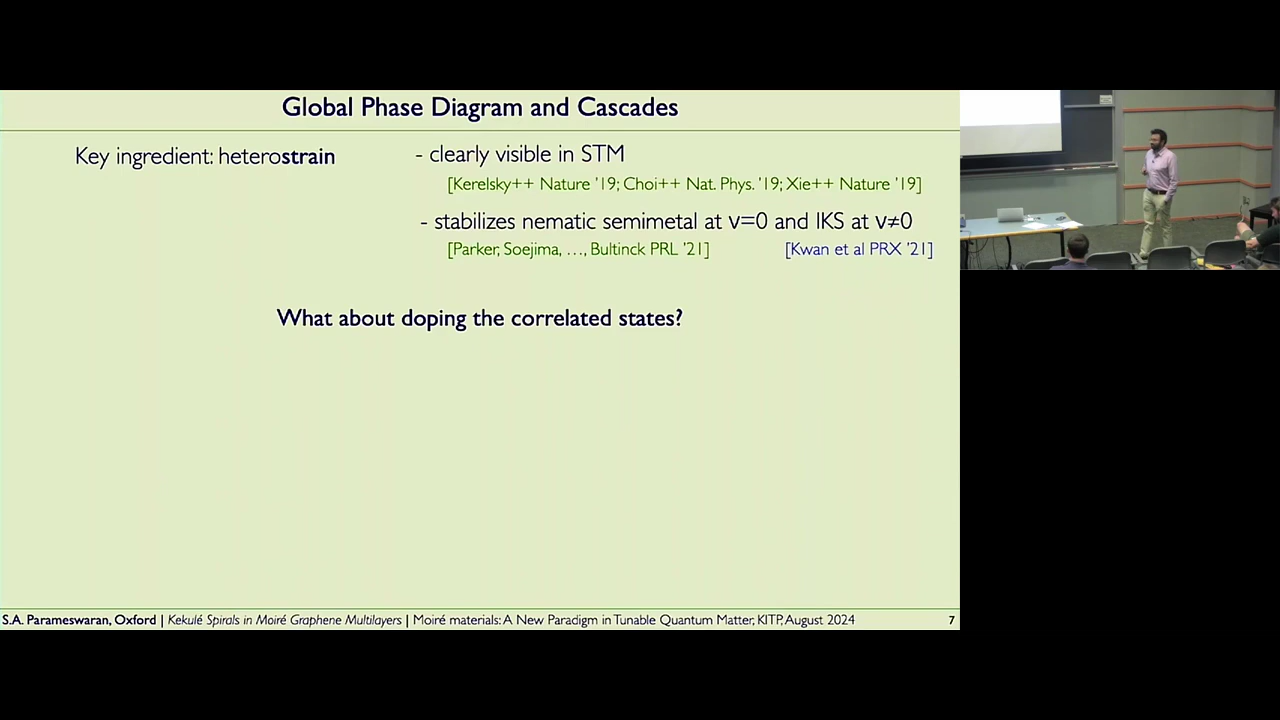 Global Phase Diagram and Cascades
Key ingredient: heterostrain
- clearly visible in STM
[Kerelsky++ Nature '19; Choi++ Nat. Phys. '19; Xie++ Nature '19]
- stabilizes nematic semimetal at ν=0 and IKS at ν≠0
[Parker, Soejima, …, Bultinck PRL '21] [Kwan et al PRX '21]
What about doping the correlated states?
S.A. Parameswaran, Oxford | Kekulé Spirals in Moiré Graphene Multilayers | Moiré materials: A New Paradigm in Tunable Quantum Matter, KITP, August 2024 7